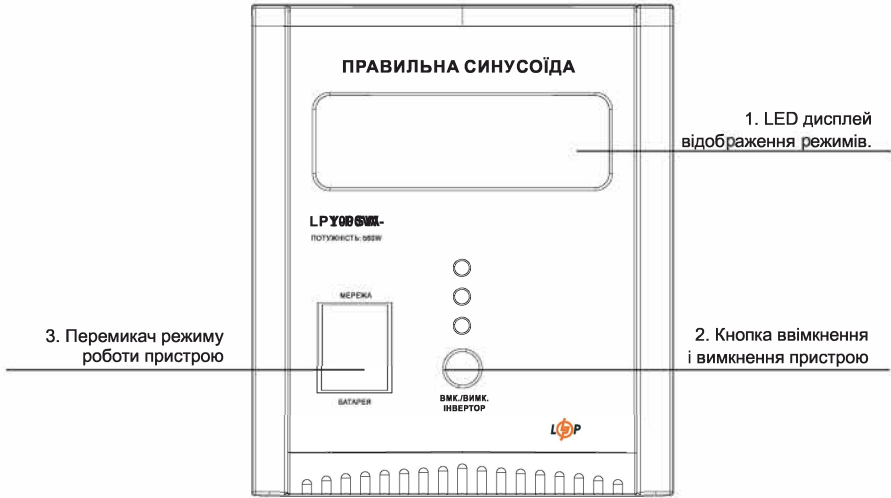 ПРАВИЛЬНА СИНУСОЇДА
1. LED дисплей
відображення режимів.
ПОТУЖНІСТЬ:
МЕРЕЖА
3. Перемикач режиму
роботи пристрою
2. Кнопка ввімкнення
і вимкнення пристрою
БАТАРЕЯ
ВМК./ВИМК.
ІНВЕРТОР
LP